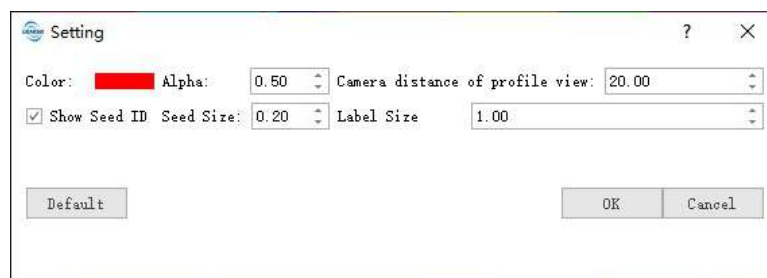 Setting ?
Color: Alpha: 0.50 Camera distance of profile view: 20.00
Show Seed ID Seed Size: 0.20 Label Size 1.00
Default OK Cancel